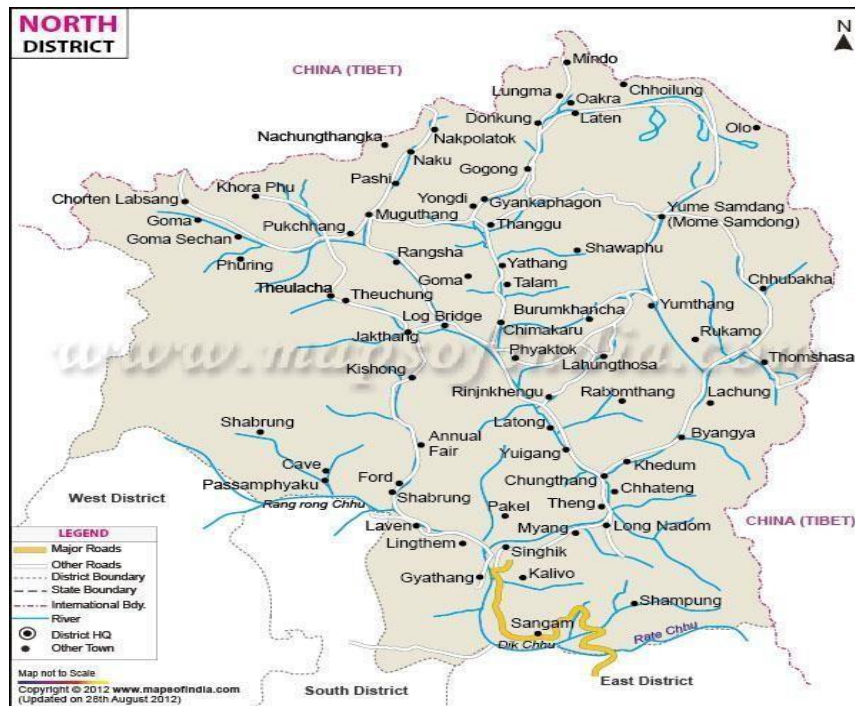 NORTH
DISTRICT
N
CHINA (TIBET)
Mindo
Lungma
Chhoilung
Oakra
Donkung
Laten
Olo
Nachungthangka
Nakpolatok
Naku
Gogong
Pashi
Chorten Labsang
Khora Phu
Yongdi
Gyankaphagon
Yume Samdang
(Mome Samdong)
Goma
Muguthang
Thanggu
Goma Sechan
Pukchhang
Shawaphu
Rangsha
Phuring
Yathang
Goma
Talam
Chhubakha
Theulacha
Theuchung
Burumkhancha
Yumthang
Log Bridge
Chimakaru
Rukamo
Jakthang
www.mapsofindia.com
Phyaktok
Lahungthosa
Thomshasa
Kishong
Rinjnkhengu
Rabomthang
Lachung
Shabrung
Latong
Annual
Fair
Byangya
Yuigang
Cave
Khedum
Passamphyaku
Ford
Chungthang
Chhateng
West District
Rang rong Chhu
Shabrung
Pakel
Theng
CHINA (TIBET)
Laven
Myang
Long Nadom
Lingthem
Singhik
Gyathang
Kalivo
Shampung
Sangam
Dik Chhu
Rate Chhu
South District
East District
LEGEND
Major Roads
Other Roads
District Boundary
State Boundary
International Bdy.
River
District HQ
Other Town
Map not to Scale
Copyright © 2012 www.mapsofindia.com
(Updated on 28th August 2012)